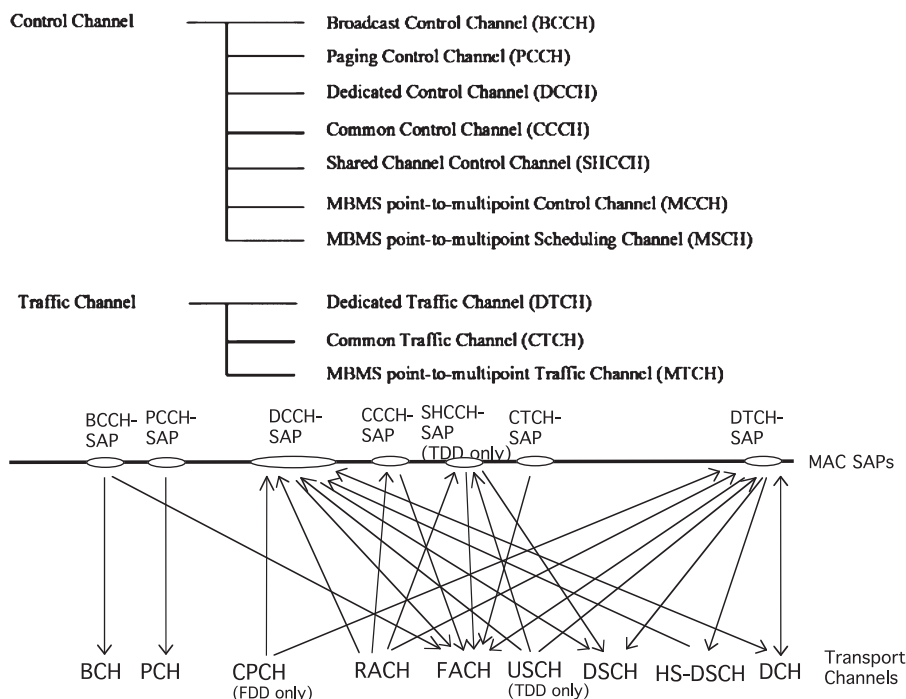 Control Channel
Broadcast Control Channel (BCCH)
Paging Control Channel (PCCH)
Dedicated Control Channel (DCCH)
Common Control Channel (CCCH)
Shared Channel Control Channel (SHCCH)
MBMS point-to-multipoint Control Channel (MCCH)
MBMS point-to-multipoint Scheduling Channel (MSCH)
Traffic Channel
Dedicated Traffic Channel (DTCH)
Common Traffic Channel (CTCH)
MBMS point-to-multipoint Traffic Channel (MTCH)
BCCH-
SAP
PCCH-
SAP
DCCH-
SAP
CCCH-
SAP
SHCCH-
SAP
(TDD only)
CTCH-
SAP
DTCH-
SAP
MAC SAPs
BCH
PCH
CPCH
(FDD only)
RACH
FACH
USCH
(TDD only)
DSCH
HS-DSCH
DCH
Transport
Channels